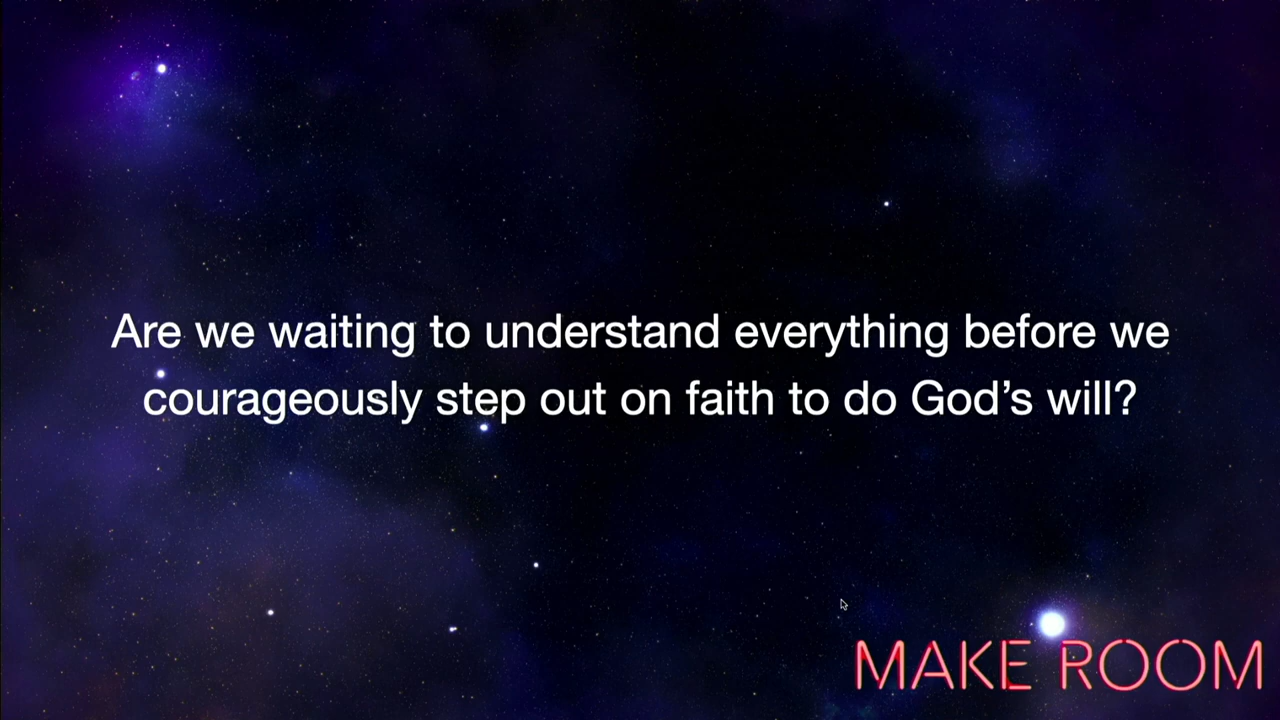 Are we waiting to understand everything before we
courageously step out on faith to do God’s will?
MAKE ROOM